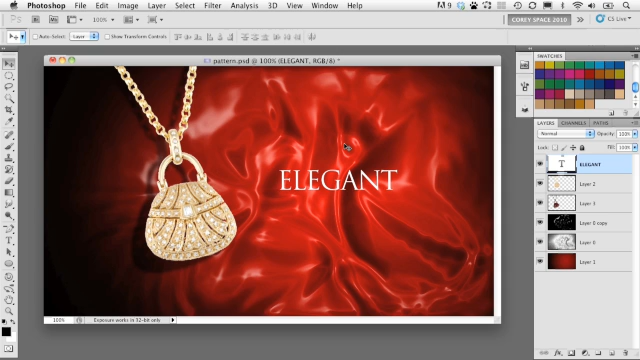 Photoshop File Edit Image Layer Select Filter Analysis 3D View Window Help
100%
COREY SPACE 2010
CS Live
Auto-Select: Layer Show Transform Controls
pattern.psd @ 100% (ELEGANT, RGB/8) *
SWATCHES
LAYERS CHANNELS PATHS
Normal Opacity: 100%
Lock: Fill: 100%
T ELEGANT
Layer 2
Layer 3
Layer 0 copy
Layer 0
Layer 1
ELEGANT
100% Exposure works in 32-bit only